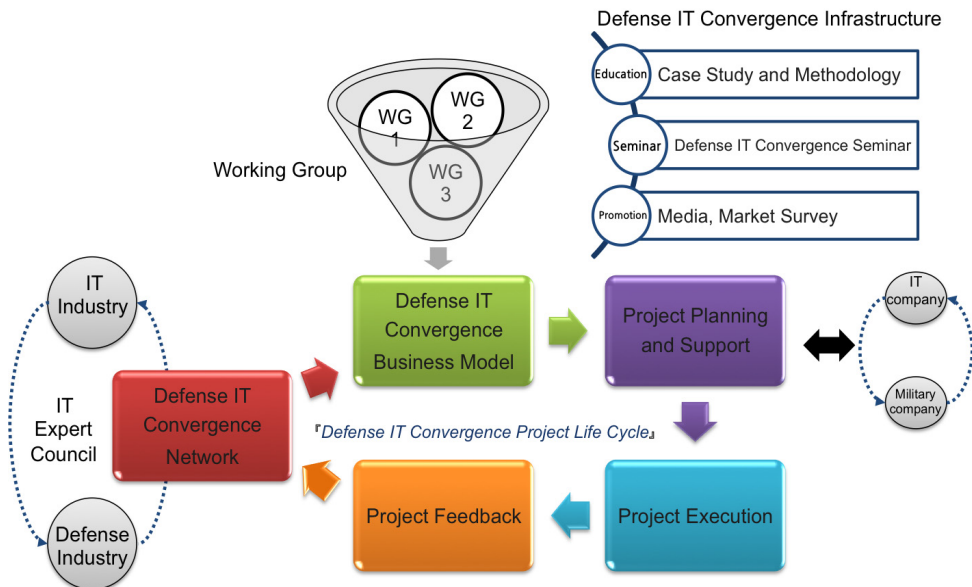 Defense IT Convergence Infrastructure
Education
Case Study and Methodology
Seminar
Defense IT Convergence Seminar
Promotion
Media, Market Survey
WG
1
WG
2
WG
3
Working Group
IT
Industry
IT
Expert
Council
Defense
Industry
Defense IT
Convergence
Network
Defense IT
Convergence
Business Model
Project Planning
and Support
IT
company
Military
company
『Defense IT Convergence Project Life Cycle』
Project Feedback
Project Execution